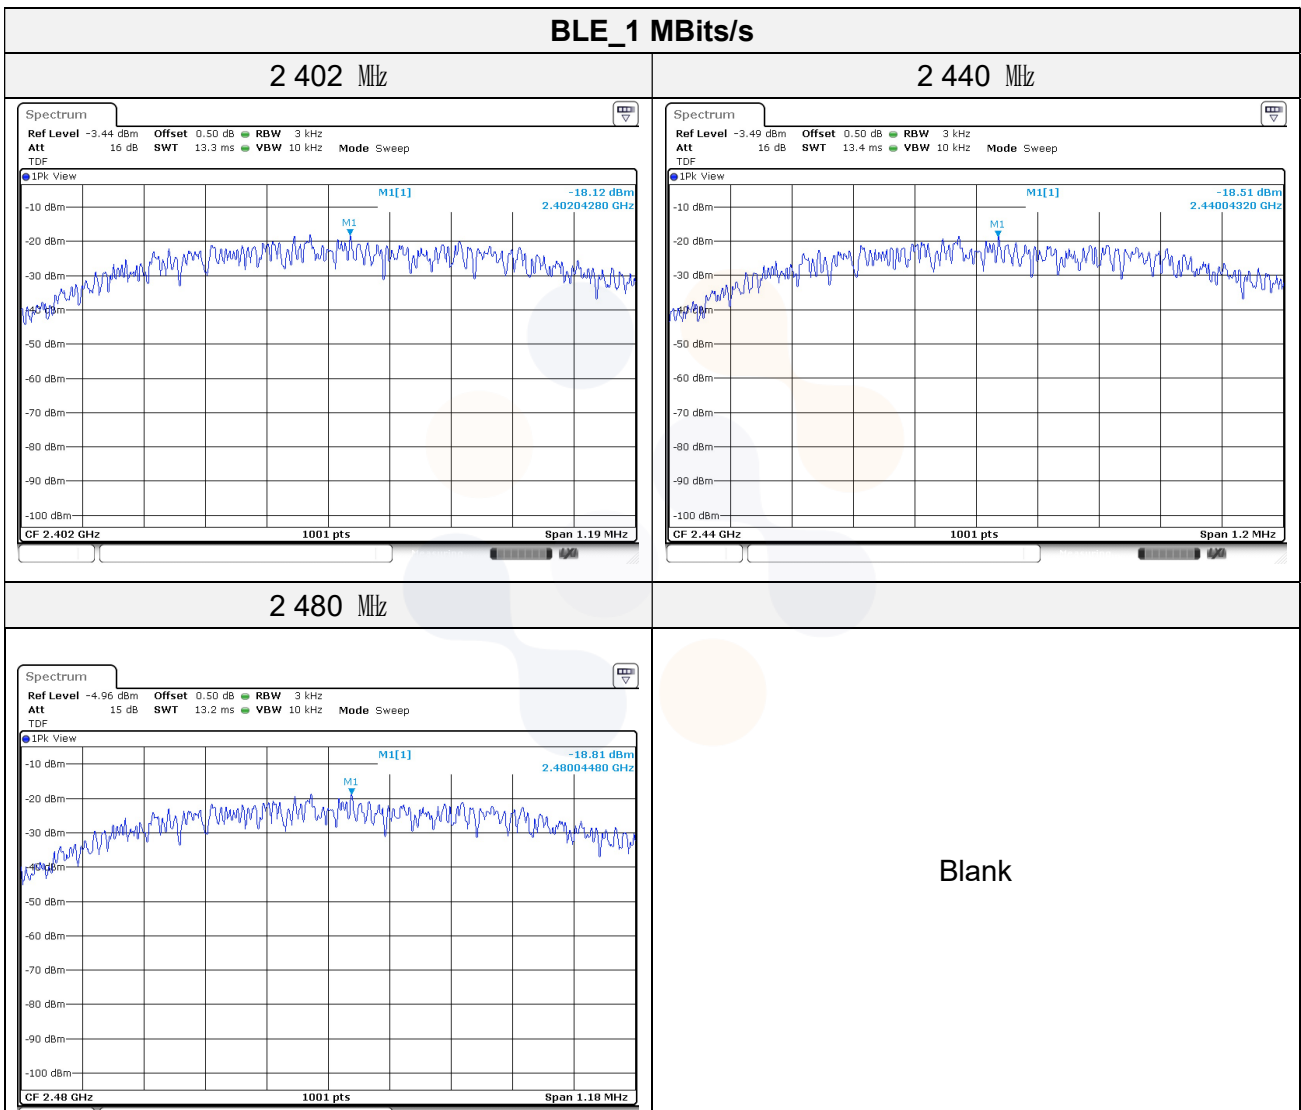 BLE_1 MBits/s
2 402 ㎒
2 440 ㎒
Spectrum
Ref Level -3.44 dBm Offset 0.50 dB RBW 3 kHz
Att 16 dB SWT 13.3 ms VBW 10 kHz Mode Sweep
TDF
1Pk View
M1[1] -18.12 dBm
2.40204280 GHz
M1
-10 dBm
-20 dBm
-30 dBm
-40 dBm
-50 dBm
-60 dBm
-70 dBm
-80 dBm
-90 dBm
-100 dBm
CF 2.402 GHz 1001 pts Span 1.19 MHz
Spectrum
Ref Level -3.49 dBm Offset 0.50 dB RBW 3 kHz
Att 16 dB SWT 13.4 ms VBW 10 kHz Mode Sweep
TDF
1Pk View
M1[1] -18.51 dBm
2.44004320 GHz
M1
-10 dBm
-20 dBm
-30 dBm
-40 dBm
-50 dBm
-60 dBm
-70 dBm
-80 dBm
-90 dBm
-100 dBm
CF 2.44 GHz 1001 pts Span 1.2 MHz
2 480 ㎒
Spectrum
Ref Level -4.96 dBm Offset 0.50 dB RBW 3 kHz
Att 15 dB SWT 13.2 ms VBW 10 kHz Mode Sweep
TDF
1Pk View
M1[1] -18.81 dBm
2.48004480 GHz
M1
-10 dBm
-20 dBm
-30 dBm
-40 dBm
-50 dBm
-60 dBm
-70 dBm
-80 dBm
-90 dBm
-100 dBm
CF 2.48 GHz 1001 pts Span 1.18 MHz
Blank